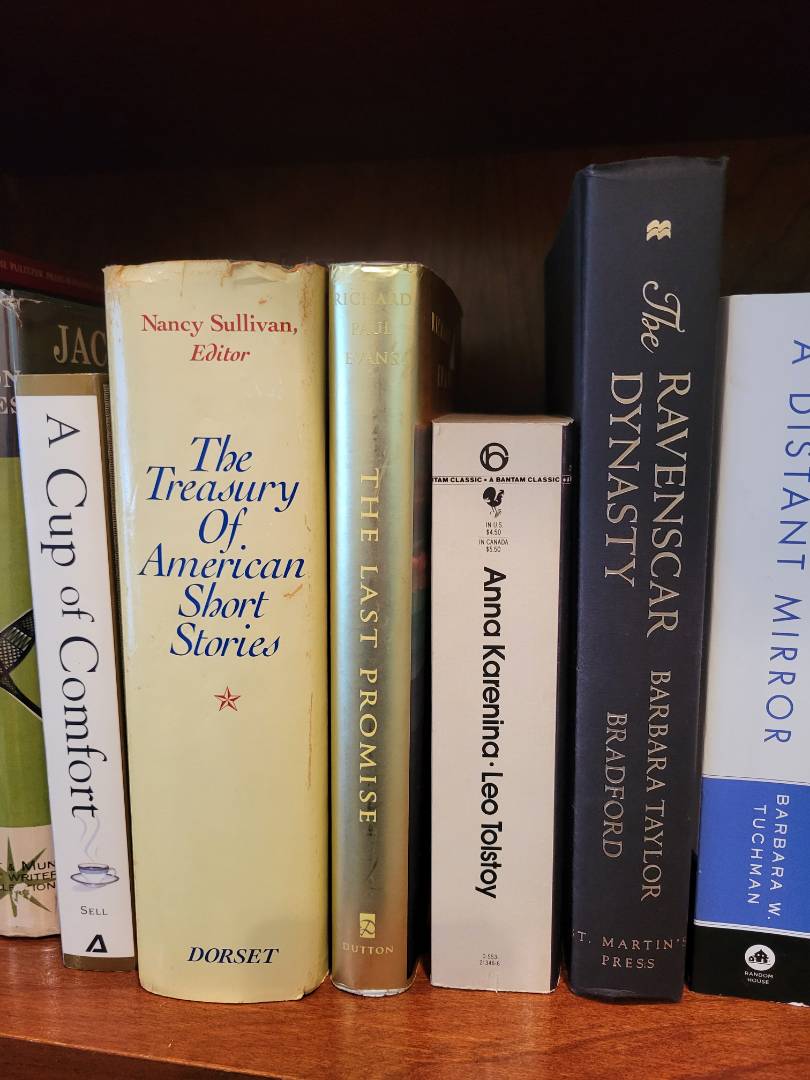 JAC
A Cup of Comfort
SELL
Nancy Sullivan,
Editor
The
Treasury
Of
American
Short
Stories
DORSET
RICHARD
PAUL
EVANS
THE LAST PROMISE
DUTTON
TAM CLASSIC • A BANTAM CLASSIC •
IN U.S.
$4.50
IN CANADA
$5.50
Anna Karenina · Leo Tolstoy
The RAVENSCAR
DYNASTY
BARBARA TAYLOR
BRADFORD
ST. MARTIN'S
PRESS
A DISTANT MIRROR
BARBARA W.
TUCHMAN
RANDOM
HOUSE